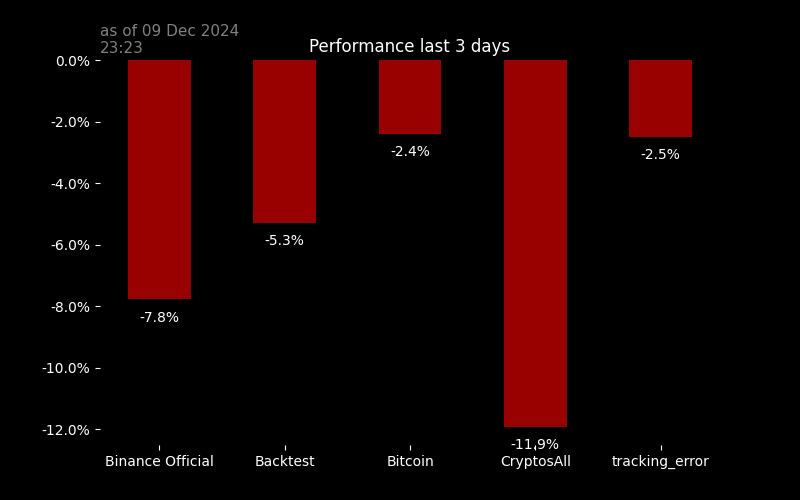 as of 09 Dec 2024
23:23
Performance last 3 days
0.0%
-2.0%
-4.0%
-6.0%
-8.0%
-10.0%
-12.0%
-7.8%
-5.3%
-2.4%
-11.9%
-2.5%
Binance Official
Backtest
Bitcoin
CryptosAll
tracking_error